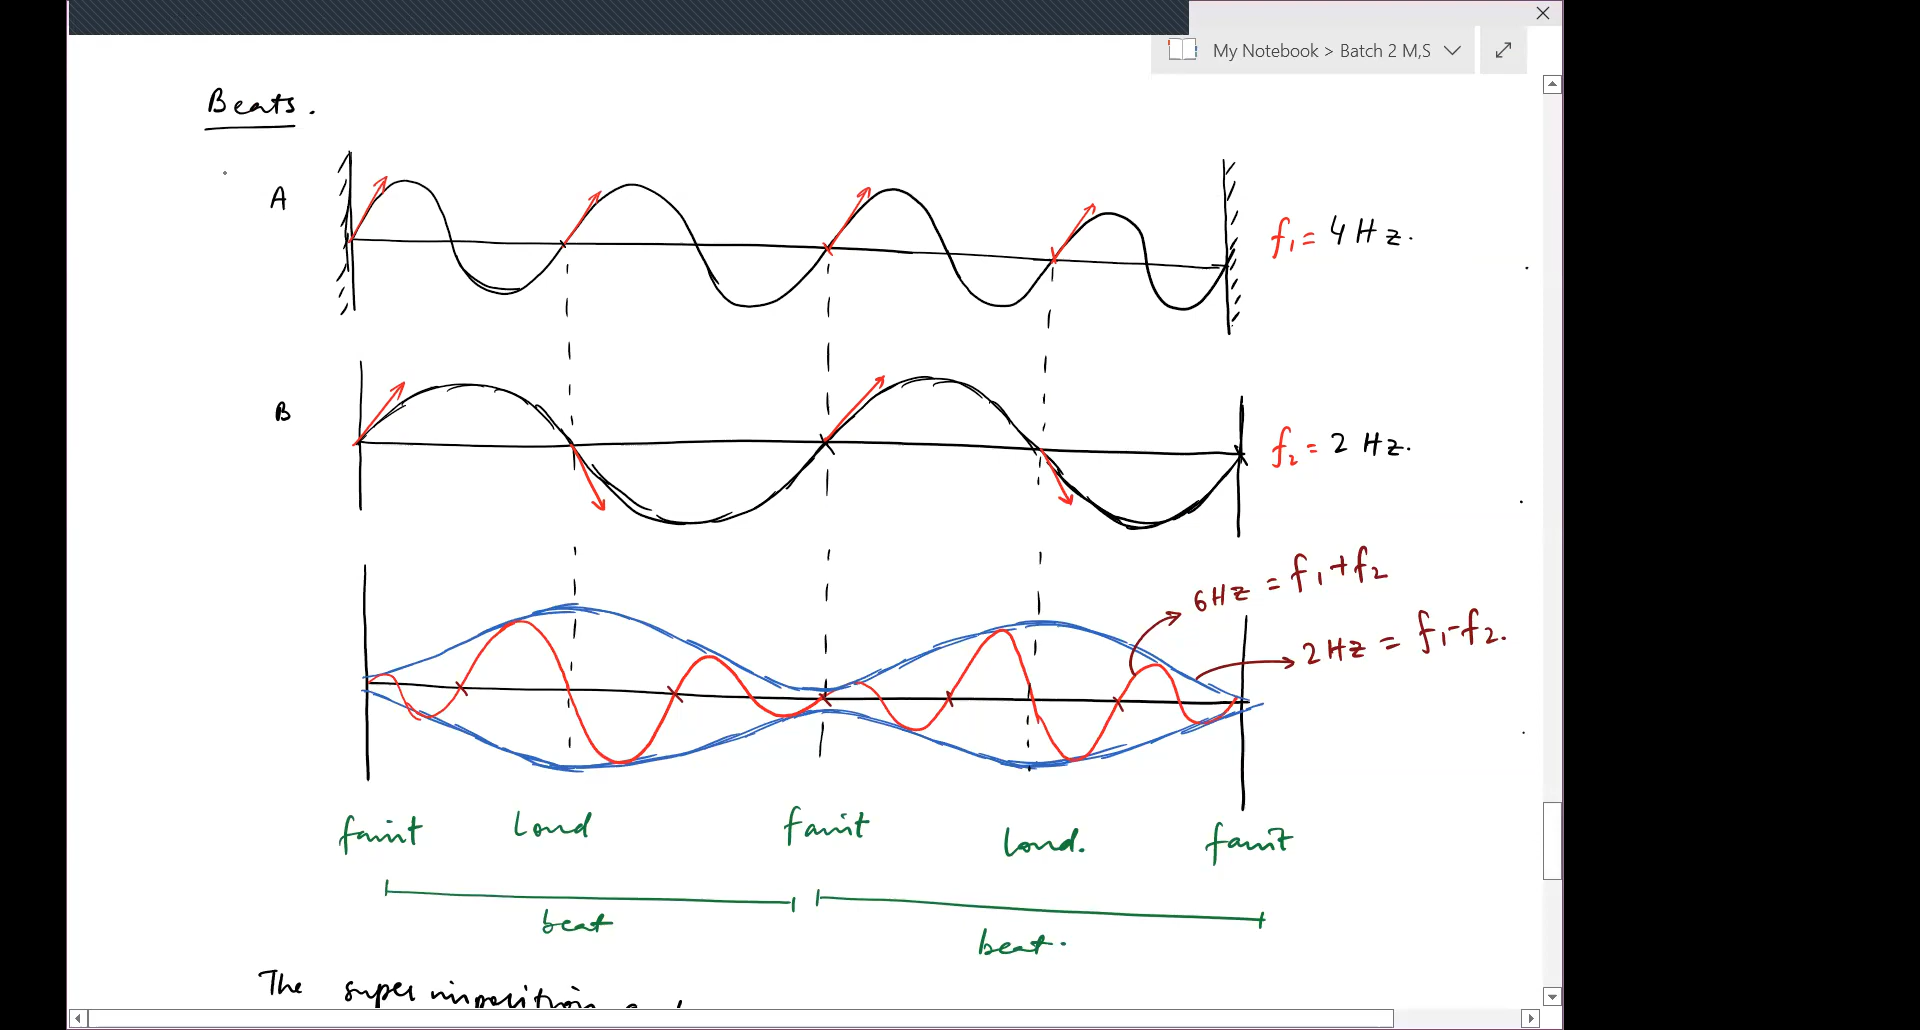 My Notebook > Batch 2 M,S
Beats.
A
f1 = 4 Hz.
B
f2 = 2 Hz.
6Hz = f1+f2
2Hz = f1-f2.
faint loud faint loud. faint
beat beat.
The superimposition